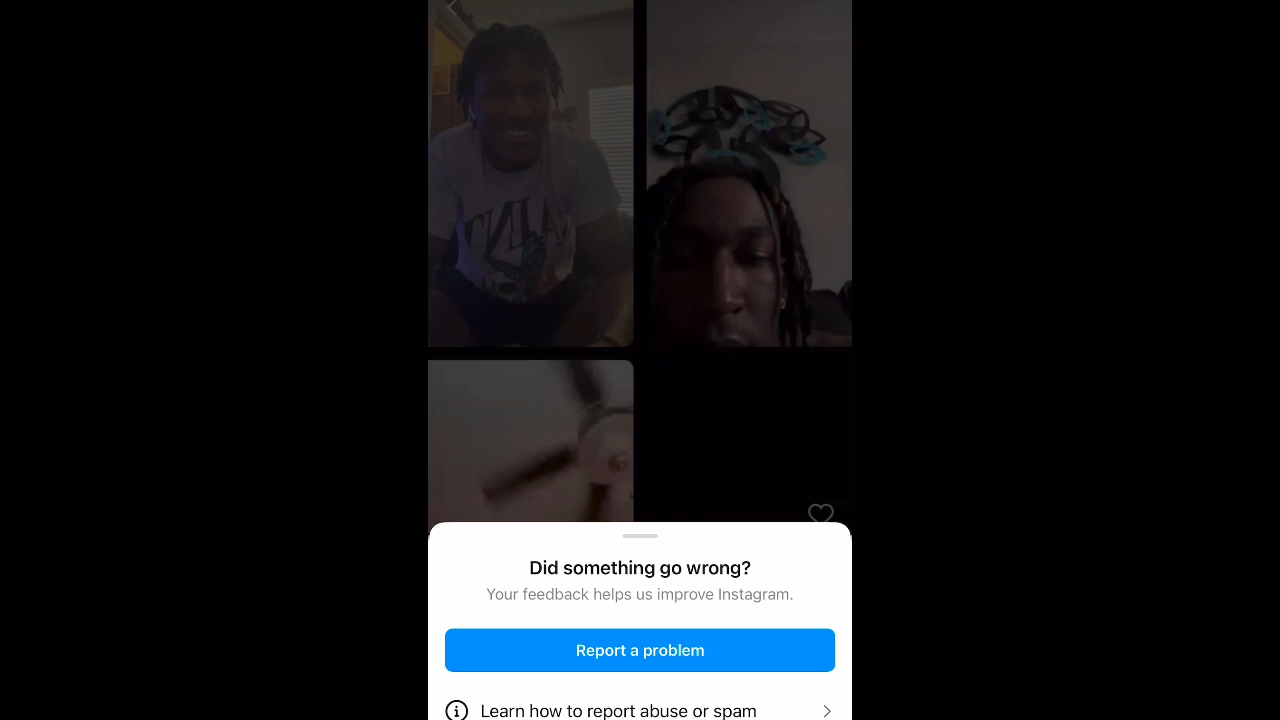 Did something go wrong?
Your feedback helps us improve Instagram.
Report a problem
Learn how to report abuse or spam